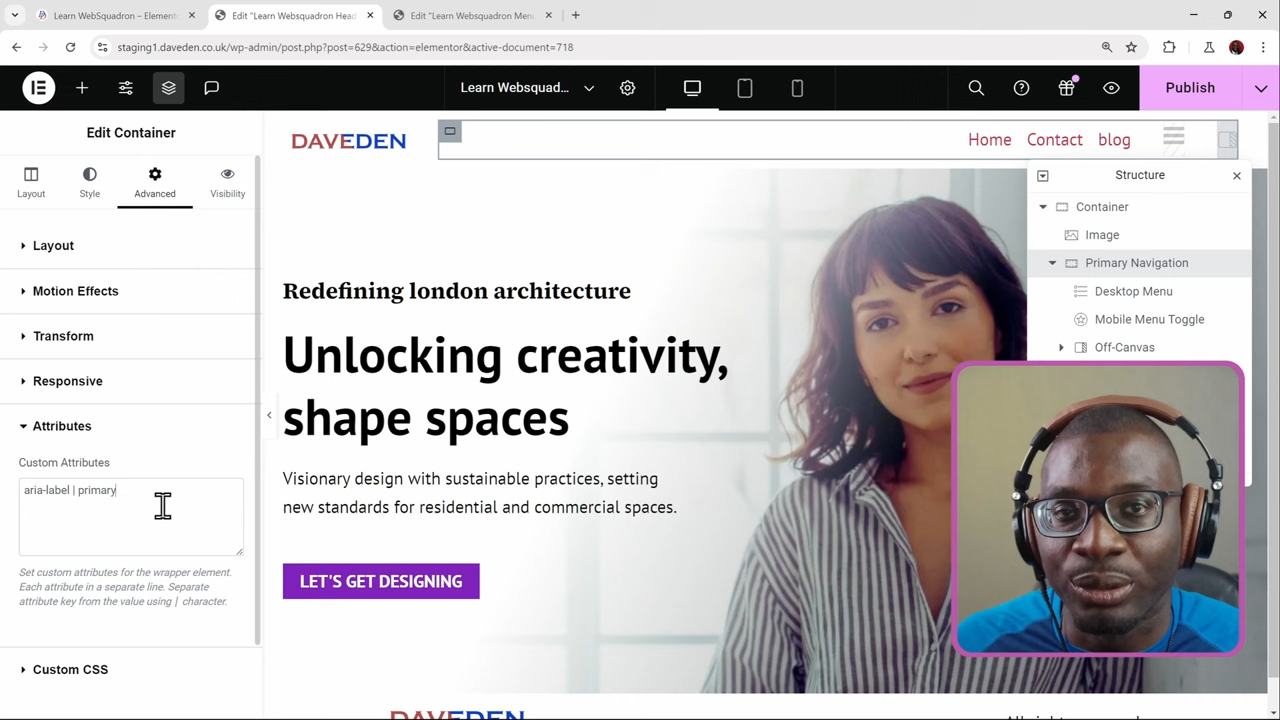 Learn WebSquadron – Elemento
Edit "Learn Websquadron Head
Edit "Learn Websquadron Menu
staging1.daveden.co.uk/wp-admin/post.php?post=629&action=elementor&active-document=718
Learn Websquad...
Publish
Edit Container
DAVEDEN
Home
Contact
blog
Layout
Style
Advanced
Visibility
Structure
Container
Image
Primary Navigation
Desktop Menu
Mobile Menu Toggle
Off-Canvas
Layout
Motion Effects
Transform
Responsive
Attributes
Custom Attributes
aria-label | primary
Set custom attributes for the wrapper element.
Each attribute in a separate line. Separate
attribute key from the value using | character.
Custom CSS
Redefining london architecture
Unlocking creativity,
shape spaces
Visionary design with sustainable practices, setting
new standards for residential and commercial spaces.
LET'S GET DESIGNING
DAVEDEN